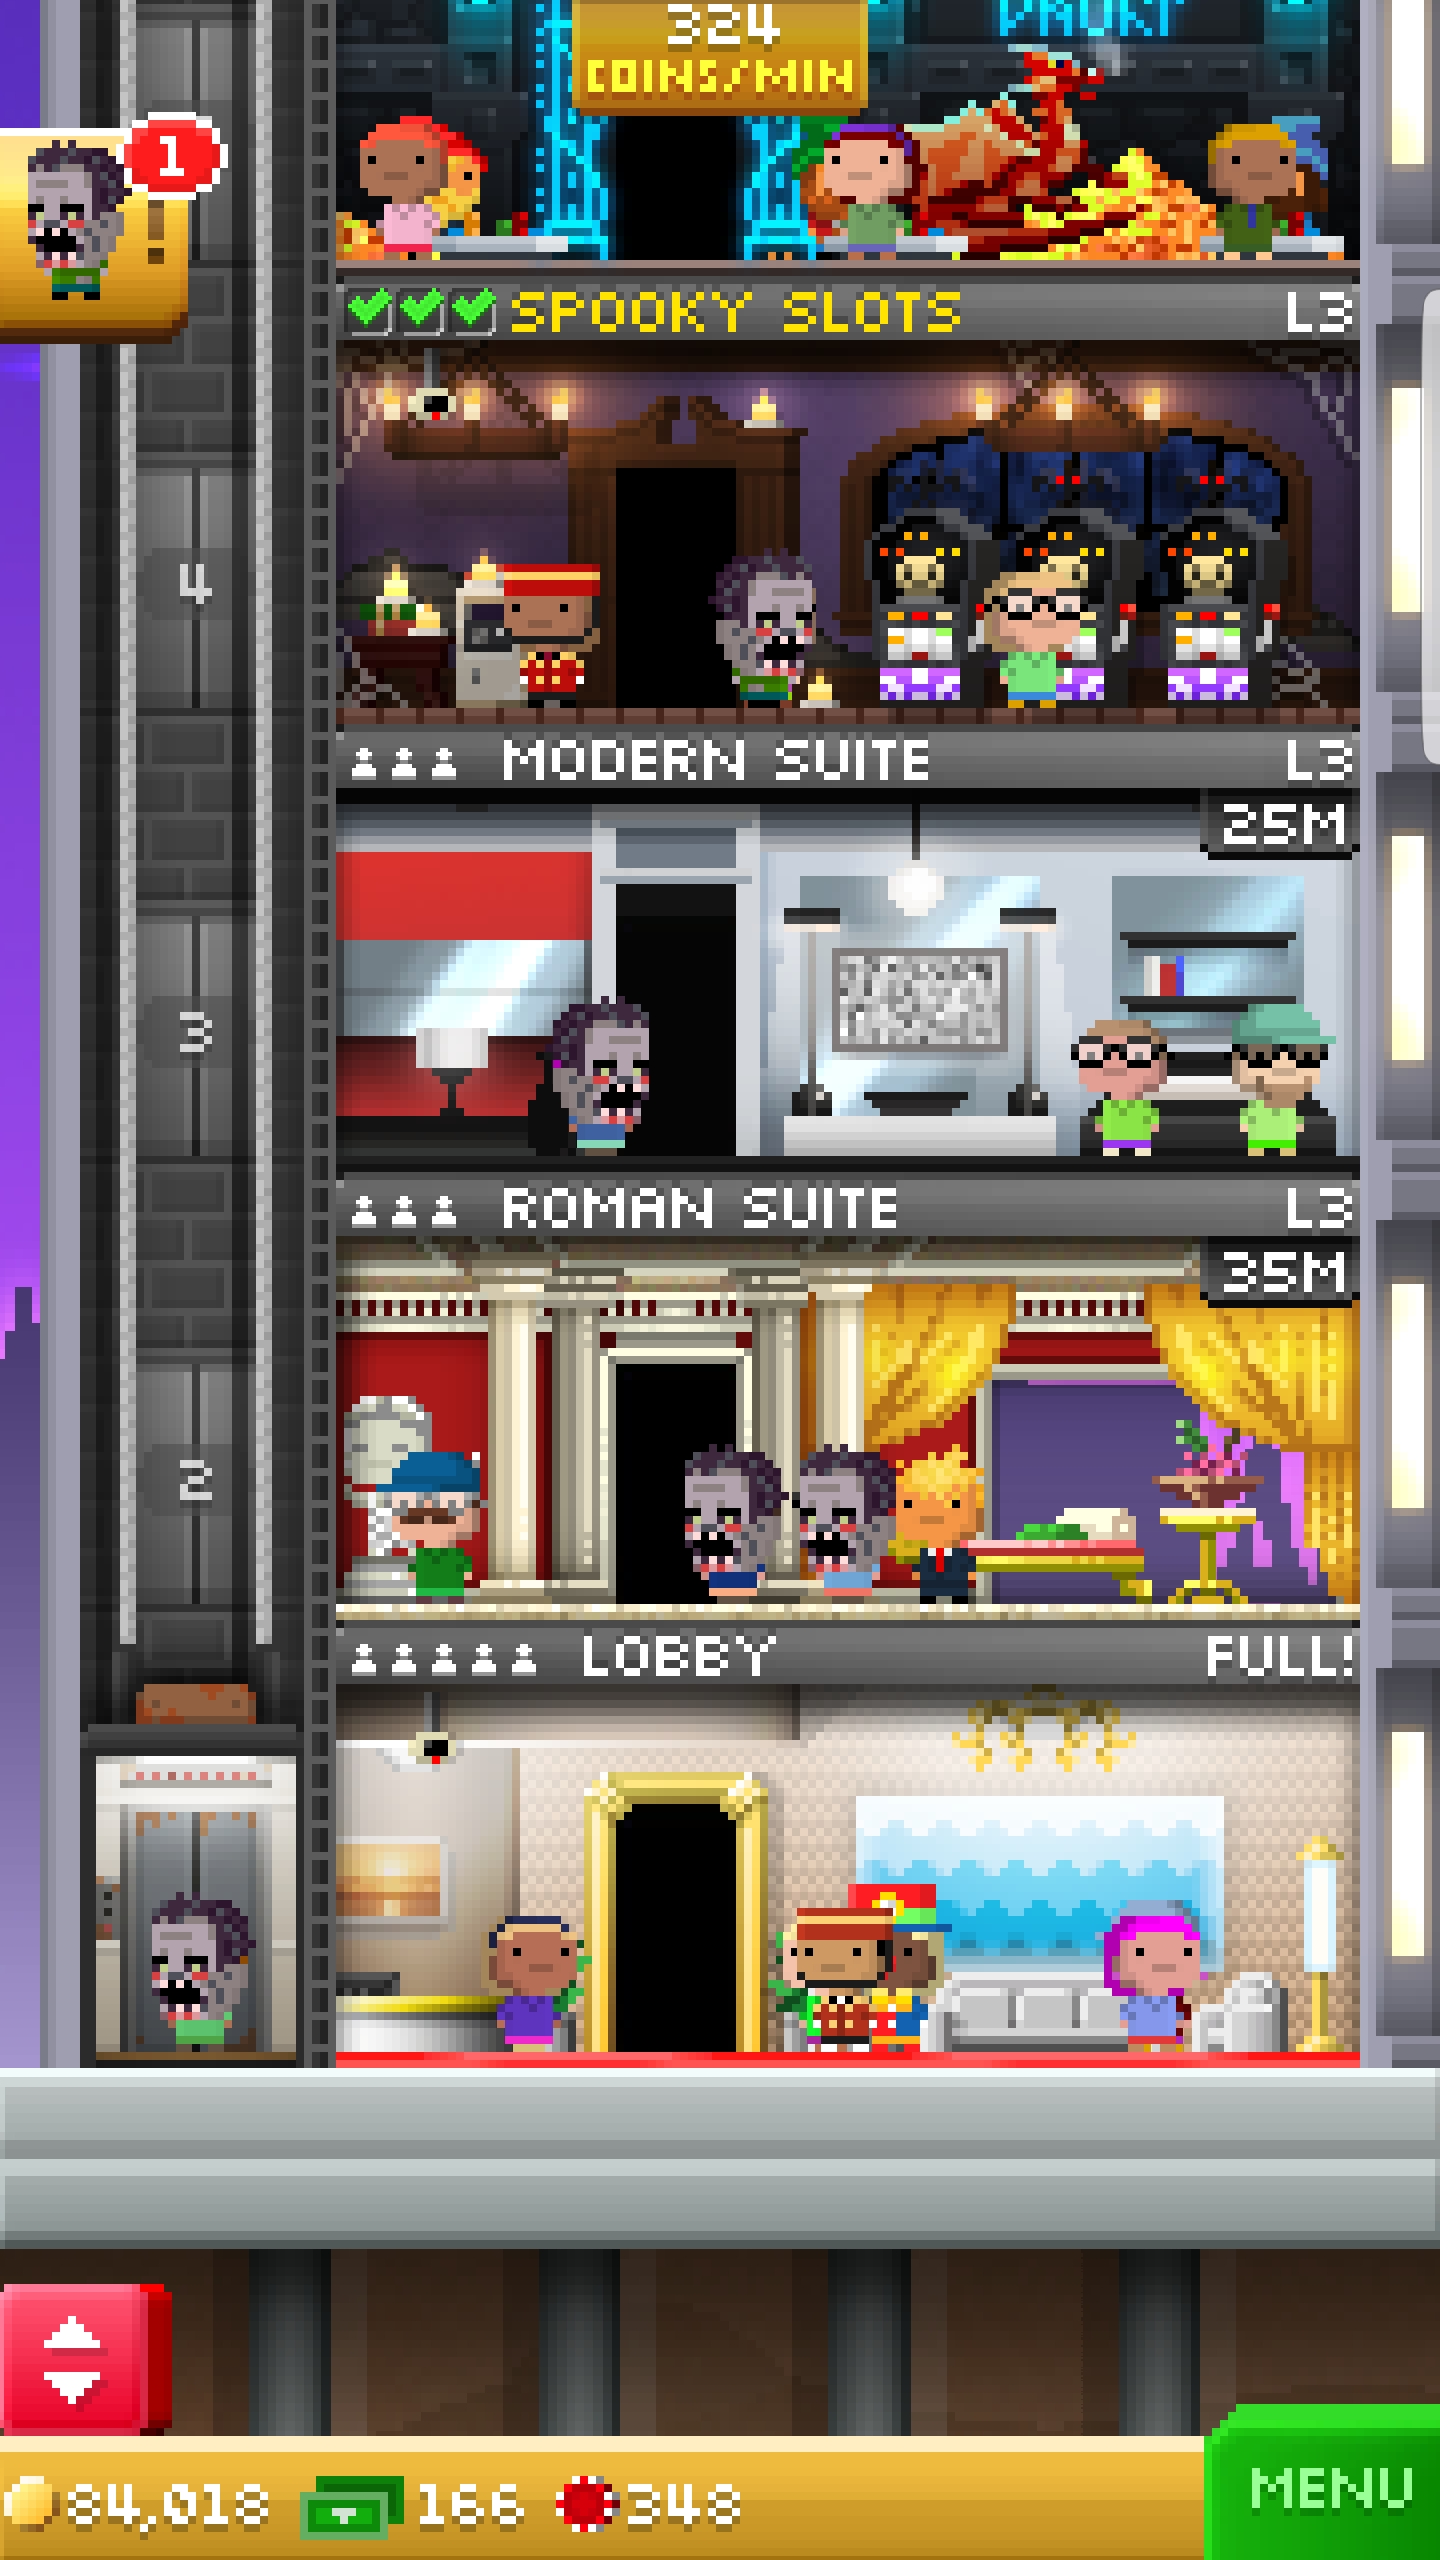 324
COINS/MIN
1
!
SPOOKY SLOTS L3
4
MODERN SUITE L3
25M
3
ROMAN SUITE L3
35M
2
LOBBY FULL!
84,018 166 348
MENU